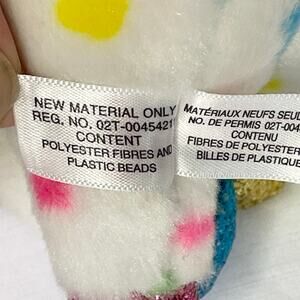 NEW MATERIAL ONLY
REG. NO. 02T-0045421
CONTENT
POLYESTER FIBRES AND
PLASTIC BEADS
MATÉRIAUX NEUFS SEUL
NO. DE PERMIS 02T-004
CONTENU
FIBRES DE POLYESTER
BILLES DE PLASTIQUE